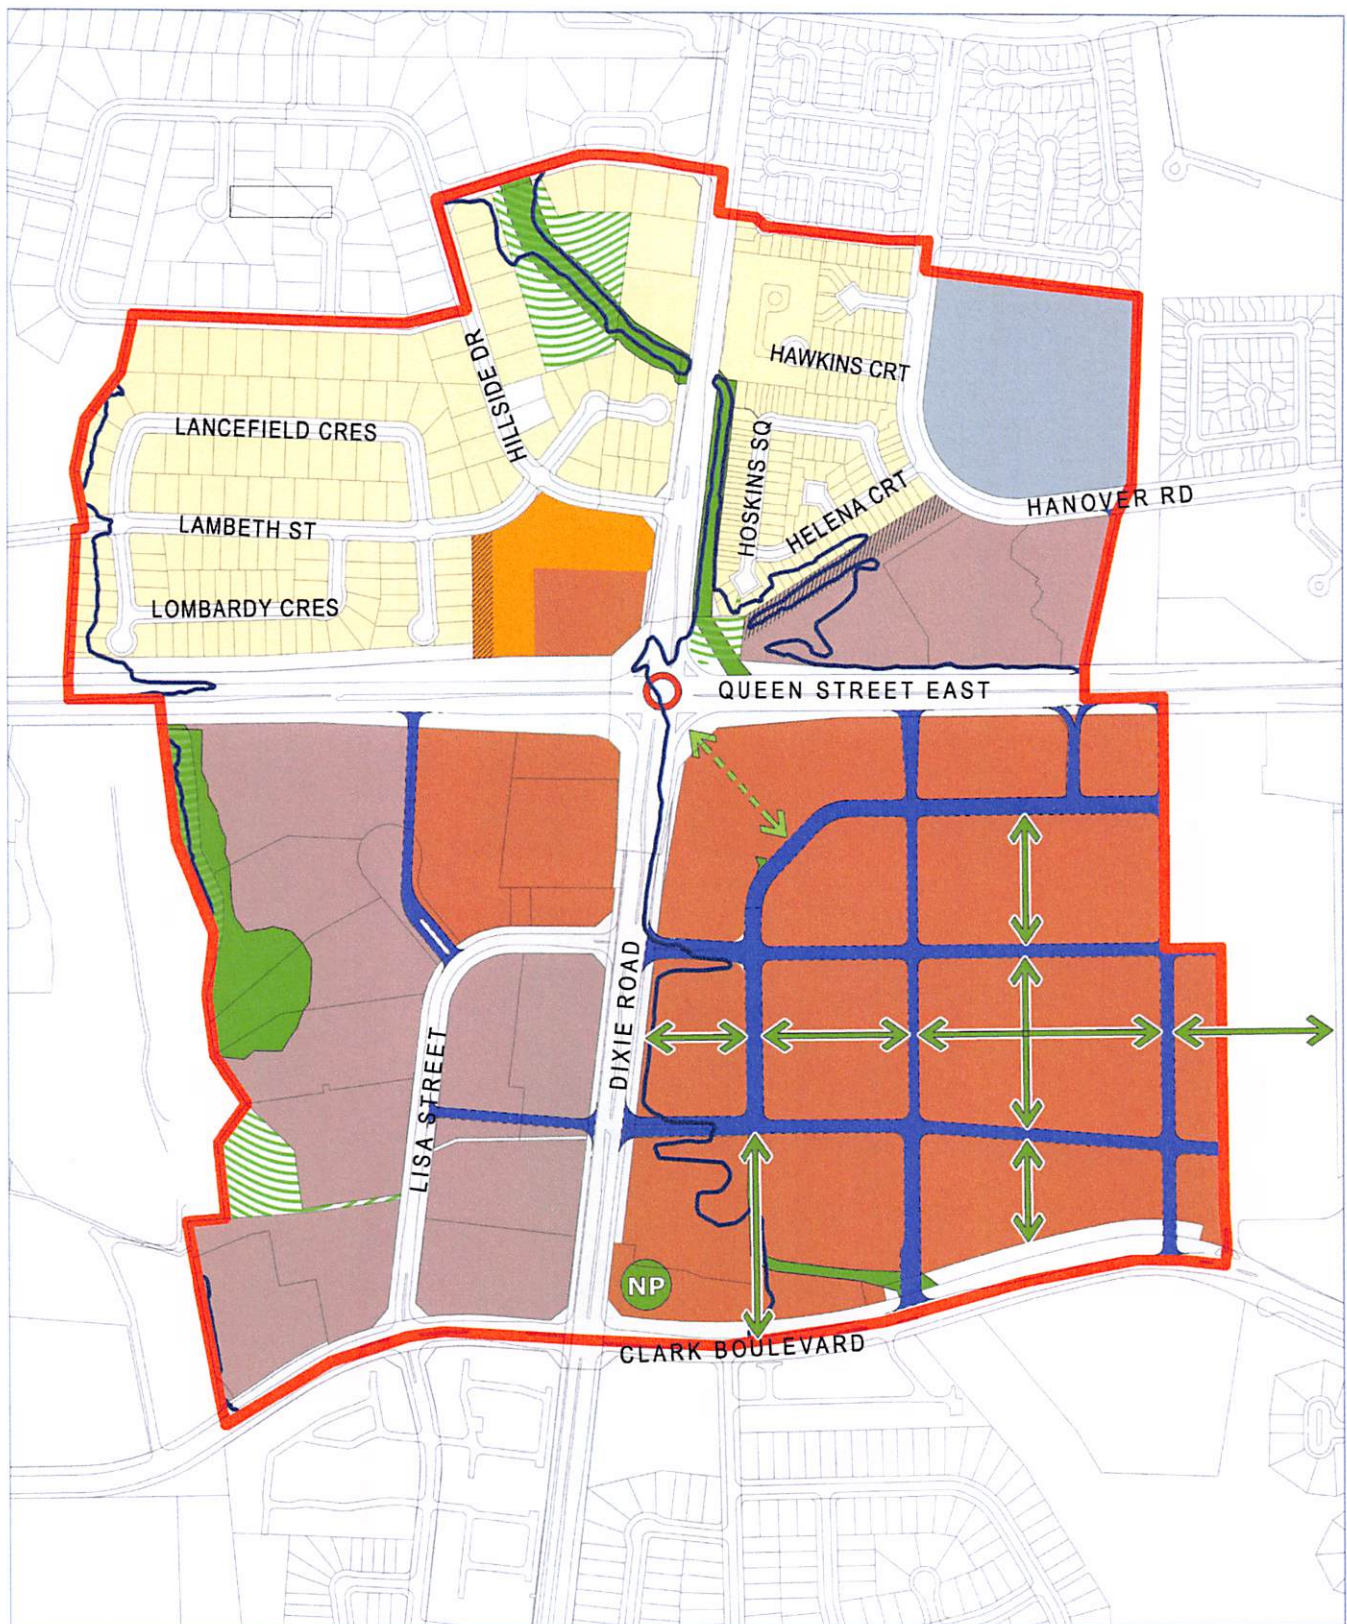 HAWKINS CRT
HILLSIDE DR
LANCEFIELD CRES
HOSKINS SQ
HELENA CRT
HANOVER RD
LAMBETH ST
LOMBARDY CRES
QUEEN STREET EAST
DIXIE ROAD
LISA STREET
NP
CLARK BOULEVARD